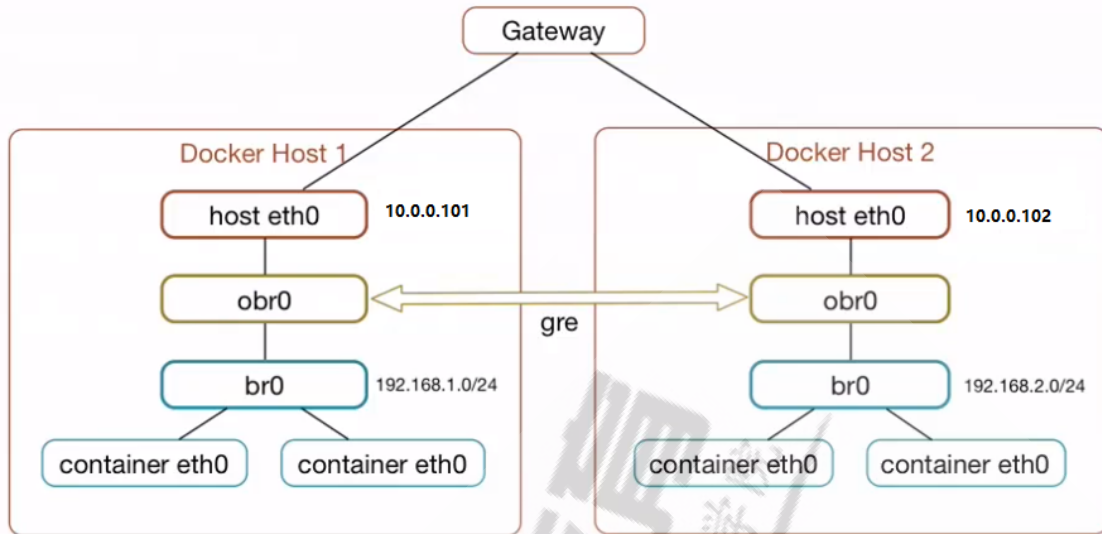 Gateway
Docker Host 1
Docker Host 2
host eth0
10.0.0.101
host eth0
10.0.0.102
obr0
obr0
gre
br0
192.168.1.0/24
br0
192.168.2.0/24
container eth0
container eth0
container eth0
container eth0